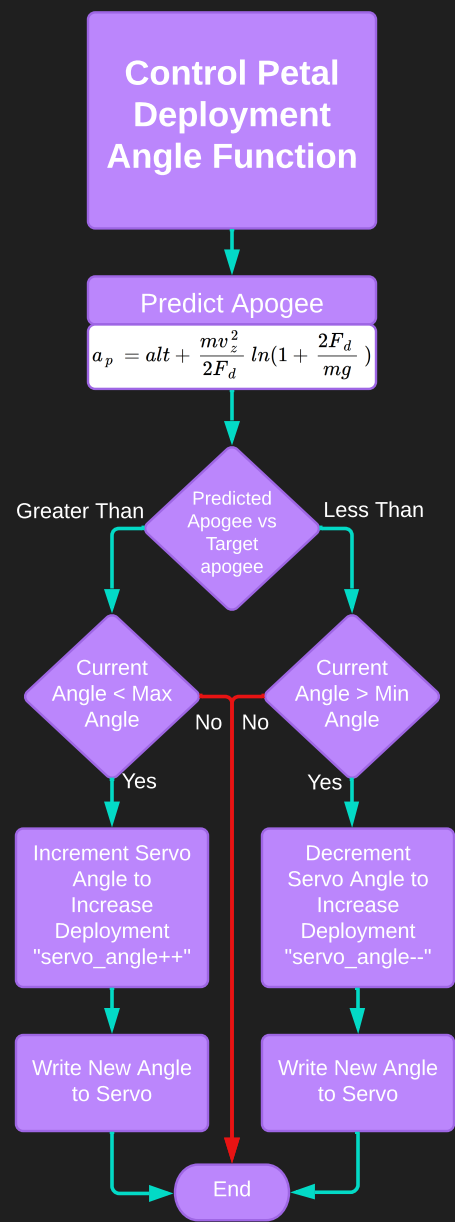 Control Petal
Deployment
Angle Function
Predict Apogee
a_p = alt + \frac{mv_z^2}{2F_d} ln(1 + \frac{2F_d}{mg})
Predicted
Apogee vs
Target
apogee
Greater Than
Less Than
Current
Angle < Max
Angle
Current
Angle > Min
Angle
No
No
Yes
Yes
Increment Servo
Angle to
Increase
Deployment
"servo_angle++"
Decrement
Servo Angle to
Increase
Deployment
"servo_angle--"
Write New Angle
to Servo
Write New Angle
to Servo
End